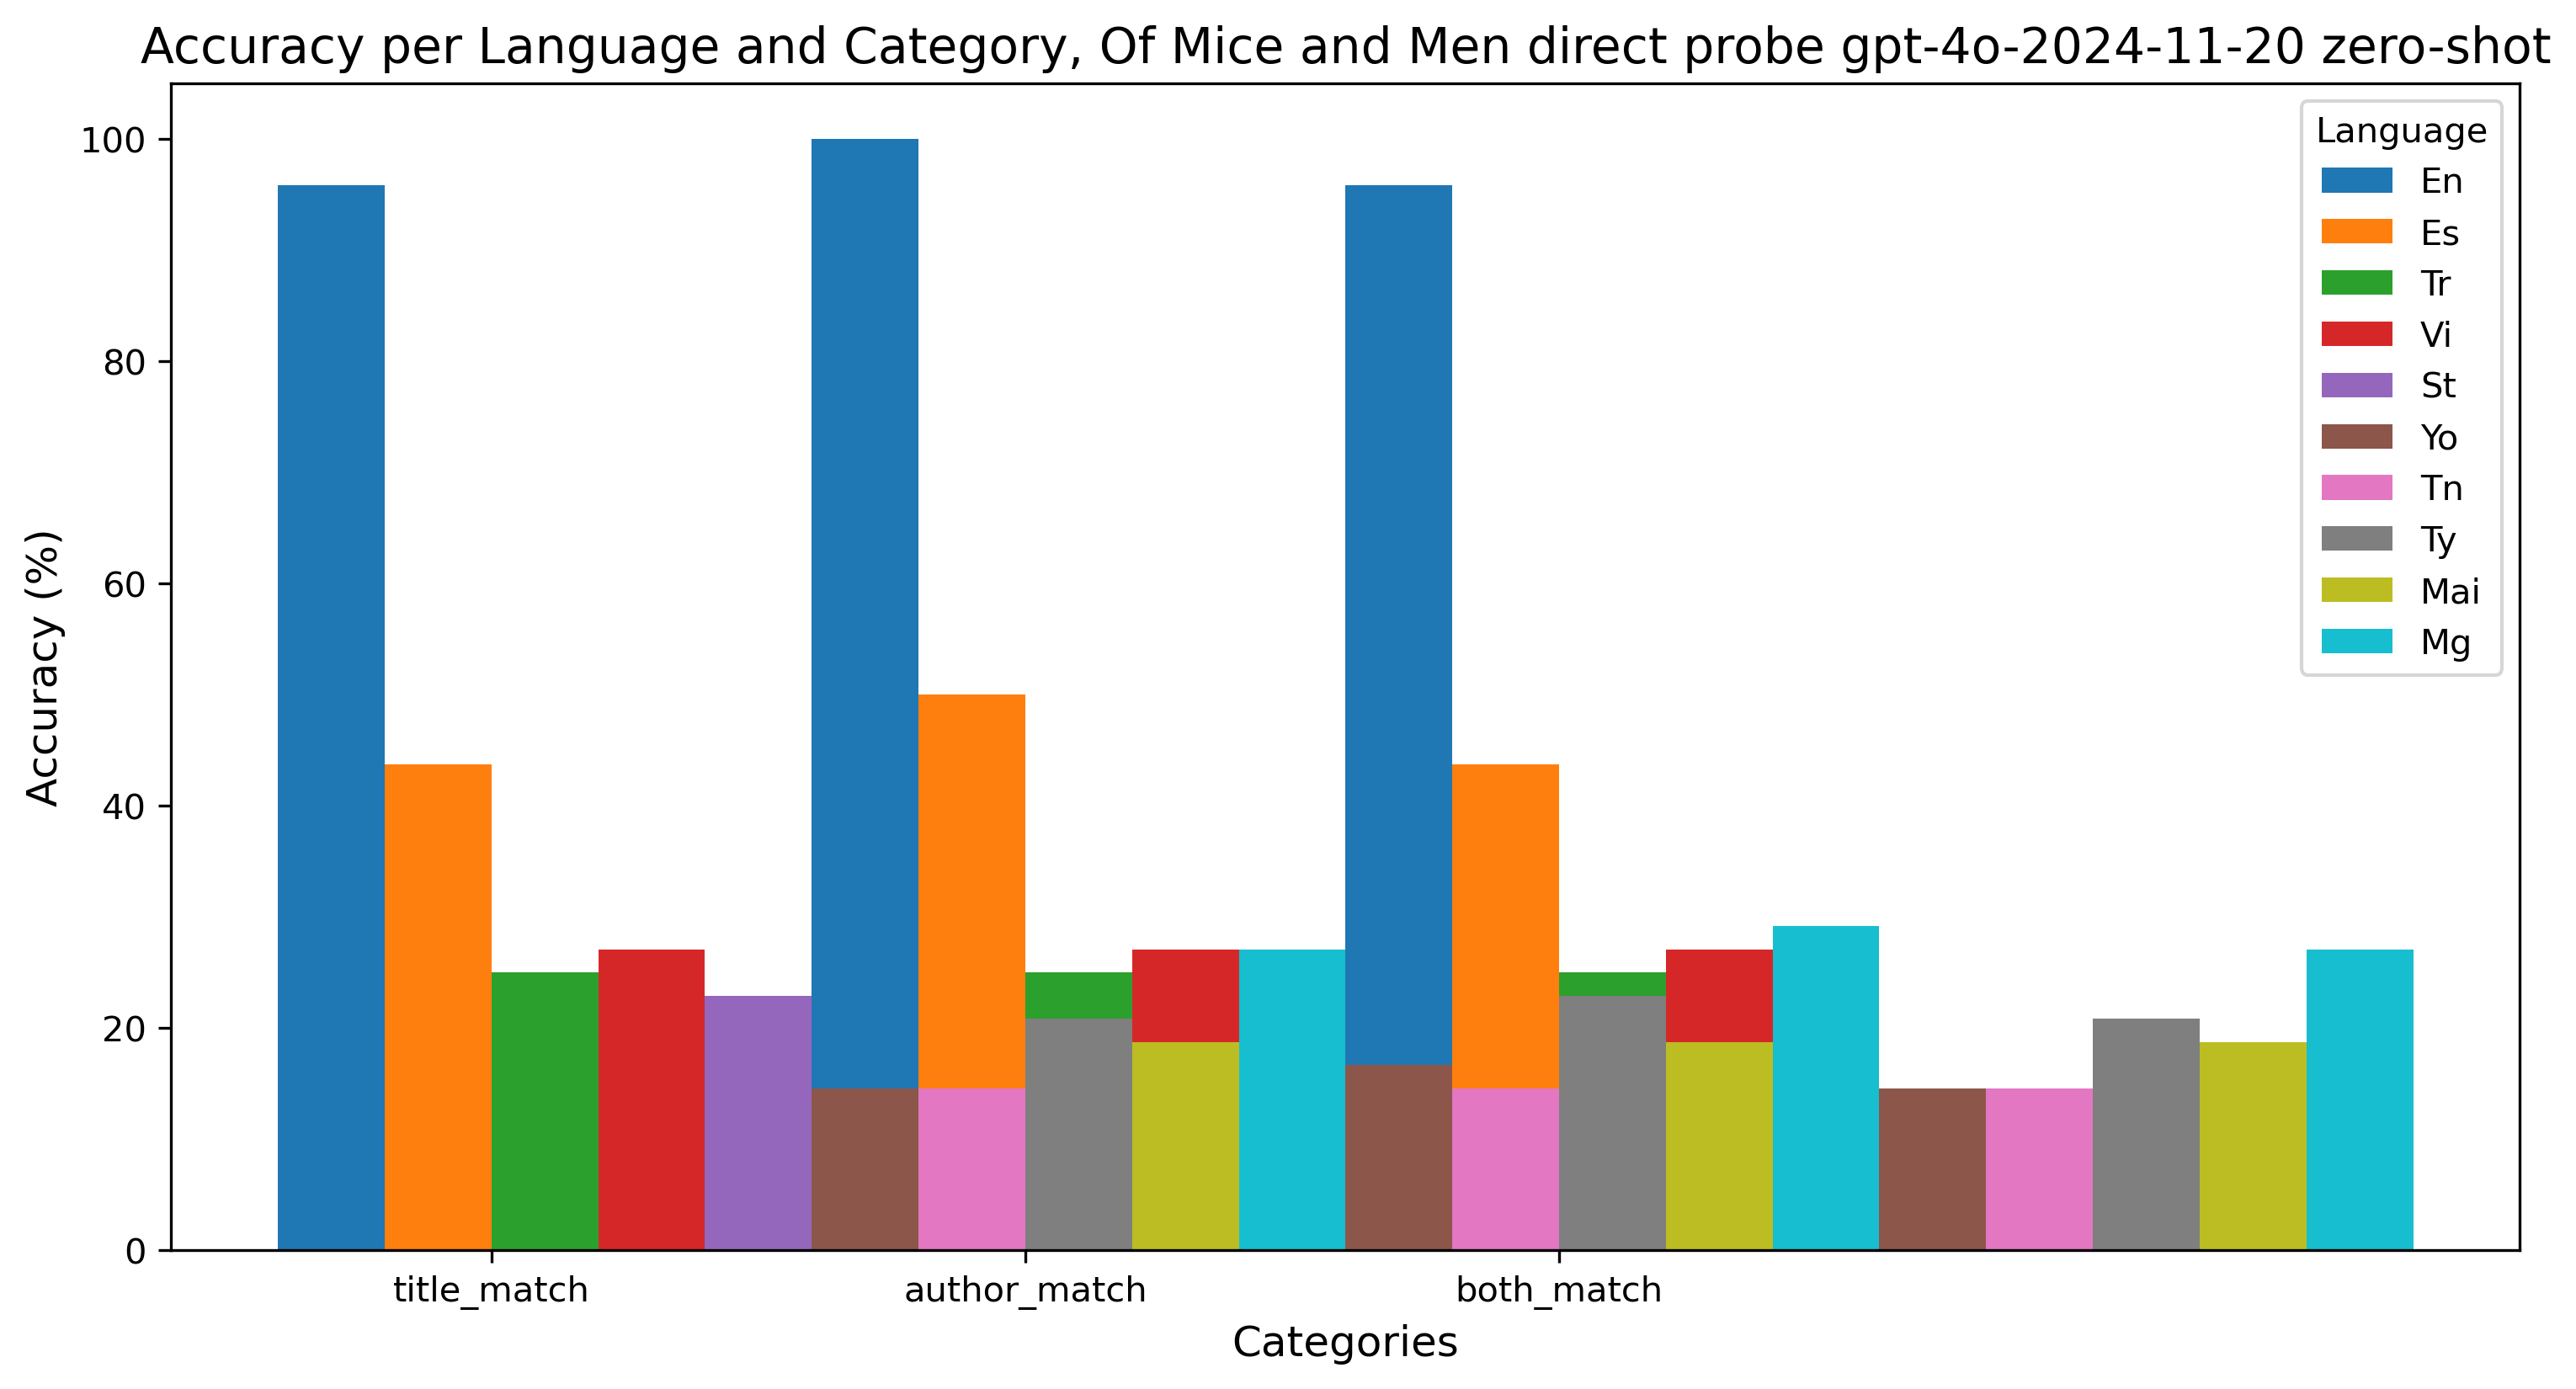 Accuracy per Language and Category, Of Mice and Men direct probe gpt-4o-2024-11-20 zero-shot
Accuracy (%)
100
80
60
40
20
0
title_match author_match both_match
Categories
Language
En
Es
Tr
Vi
St
Yo
Tn
Ty
Mai
Mg